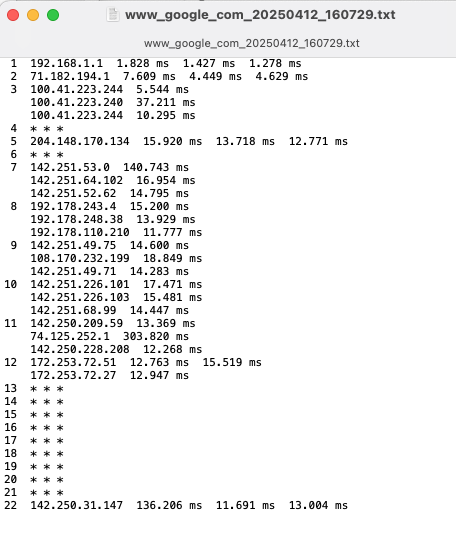 www_google_com_20250412_160729.txt
www_google_com_20250412_160729.txt
1 192.168.1.1 1.828 ms 1.427 ms 1.278 ms
2 71.182.194.1 7.609 ms 4.449 ms 4.629 ms
3 100.41.223.244 5.544 ms
100.41.223.240 37.211 ms
100.41.223.244 10.295 ms
4 * * *
5 204.148.170.134 15.920 ms 13.718 ms 12.771 ms
6 * * *
7 142.251.53.0 140.743 ms
142.251.64.102 16.954 ms
142.251.52.62 14.795 ms
8 192.178.243.4 15.200 ms
192.178.248.38 13.929 ms
192.178.110.210 11.777 ms
9 142.251.49.75 14.600 ms
108.170.232.199 18.849 ms
142.251.49.71 14.283 ms
10 142.251.226.101 17.471 ms
142.251.226.103 15.481 ms
142.251.68.99 14.447 ms
11 142.250.209.59 13.369 ms
74.125.252.1 303.820 ms
142.250.228.208 12.268 ms
12 172.253.72.51 12.763 ms 15.519 ms
172.253.72.27 12.947 ms
13 * * *
14 * * *
15 * * *
16 * * *
17 * * *
18 * * *
19 * * *
20 * * *
21 * * *
22 142.250.31.147 136.206 ms 11.691 ms 13.004 ms